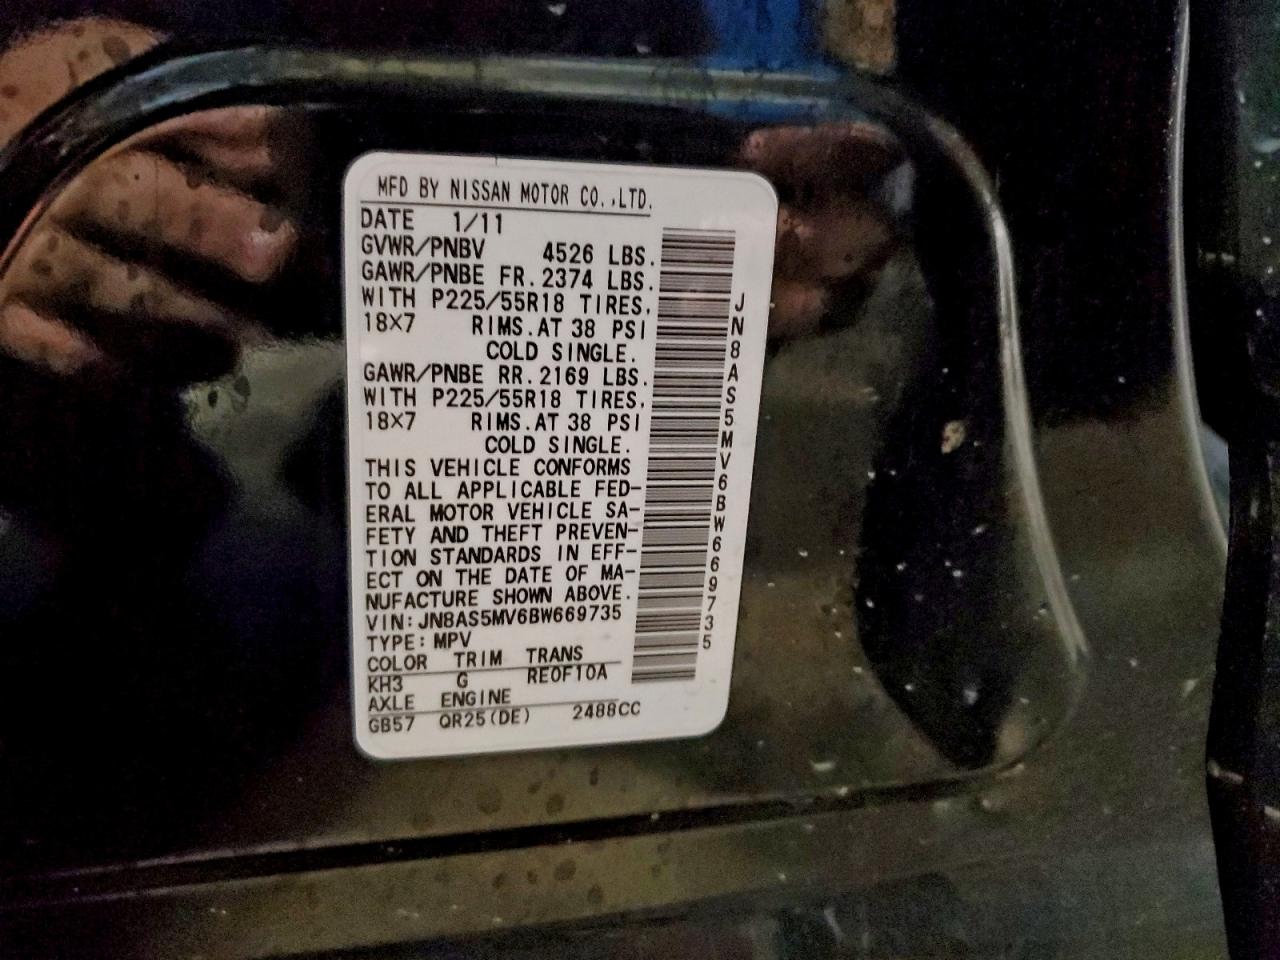 MFD BY NISSAN MOTOR CO.,LTD.
DATE 1/11
GVWR/PNBV 4526 LBS.
GAWR/PNBE FR. 2374 LBS.
WITH P225/55R18 TIRES,
18×7 RIMS.AT 38 PSI
COLD SINGLE.
GAWR/PNBE RR. 2169 LBS.
WITH P225/55R18 TIRES,
18×7 RIMS.AT 38 PSI
COLD SINGLE.
THIS VEHICLE CONFORMS
TO ALL APPLICABLE FED-
ERAL MOTOR VEHICLE SA-
FETY AND THEFT PREVEN-
TION STANDARDS IN EFF-
ECT ON THE DATE OF MA-
NUFACTURE SHOWN ABOVE.
VIN: JN8AS5MV6BW669735
TYPE: MPV
COLOR TRIM TRANS
KH3 G RE0F10A
AXLE ENGINE
GB57 QR25(DE) 2488CC
JN8AS5MV6BW669735